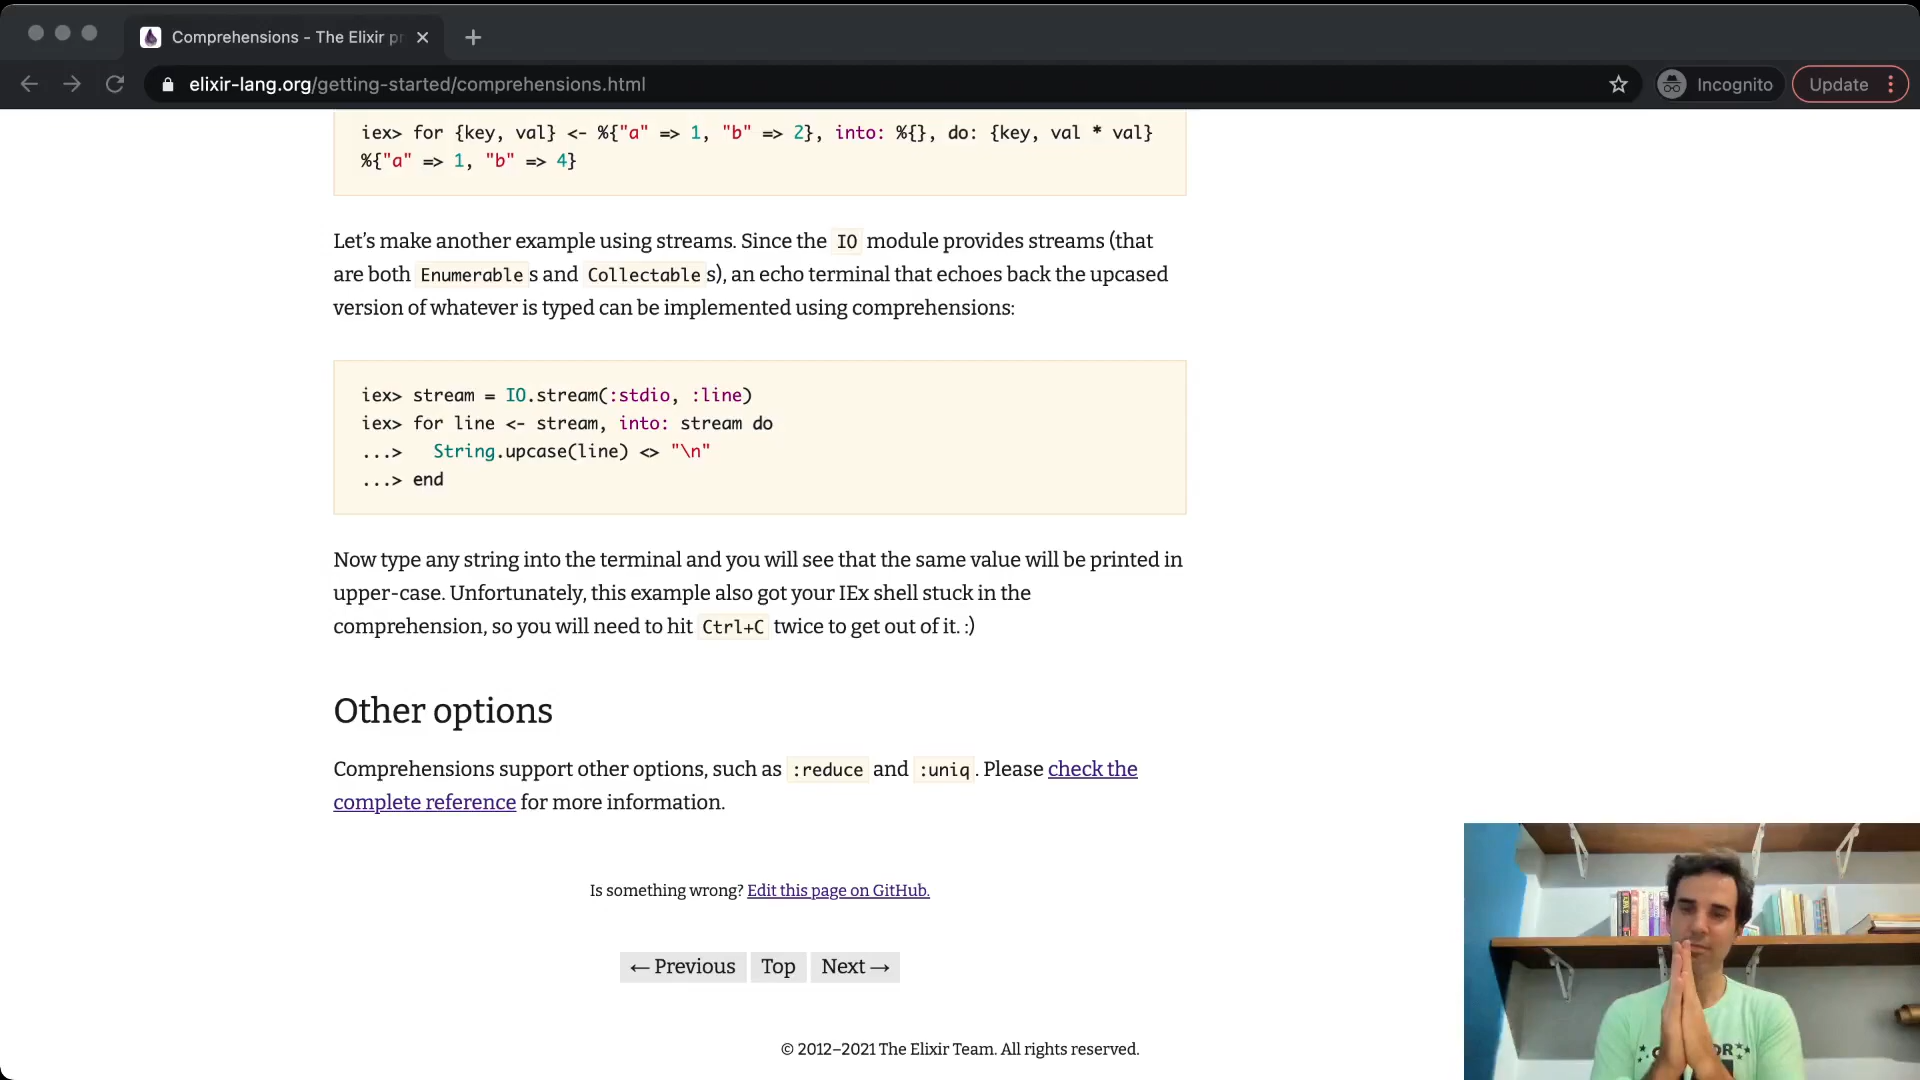 Comprehensions - The Elixir pr
elixir-lang.org/getting-started/comprehensions.html
Incognito
Update
iex> for {key, val} <- %{"a" => 1, "b" => 2}, into: %{}, do: {key, val * val}
%{"a" => 1, "b" => 4}
Let's make another example using streams. Since the IO module provides streams (that
are both Enumerables and Collectables), an echo terminal that echoes back the upcased
version of whatever is typed can be implemented using comprehensions:
iex> stream = IO.stream(:stdio, :line)
iex> for line <- stream, into: stream do
...>   String.upcase(line) <> "\n"
...> end
Now type any string into the terminal and you will see that the same value will be printed in
upper-case. Unfortunately, this example also got your IEx shell stuck in the
comprehension, so you will need to hit Ctrl+C twice to get out of it. :)
Other options
Comprehensions support other options, such as :reduce and :uniq. Please check the
complete reference for more information.
Is something wrong? Edit this page on GitHub.
← Previous
Top
Next →
© 2012–2021 The Elixir Team. All rights reserved.